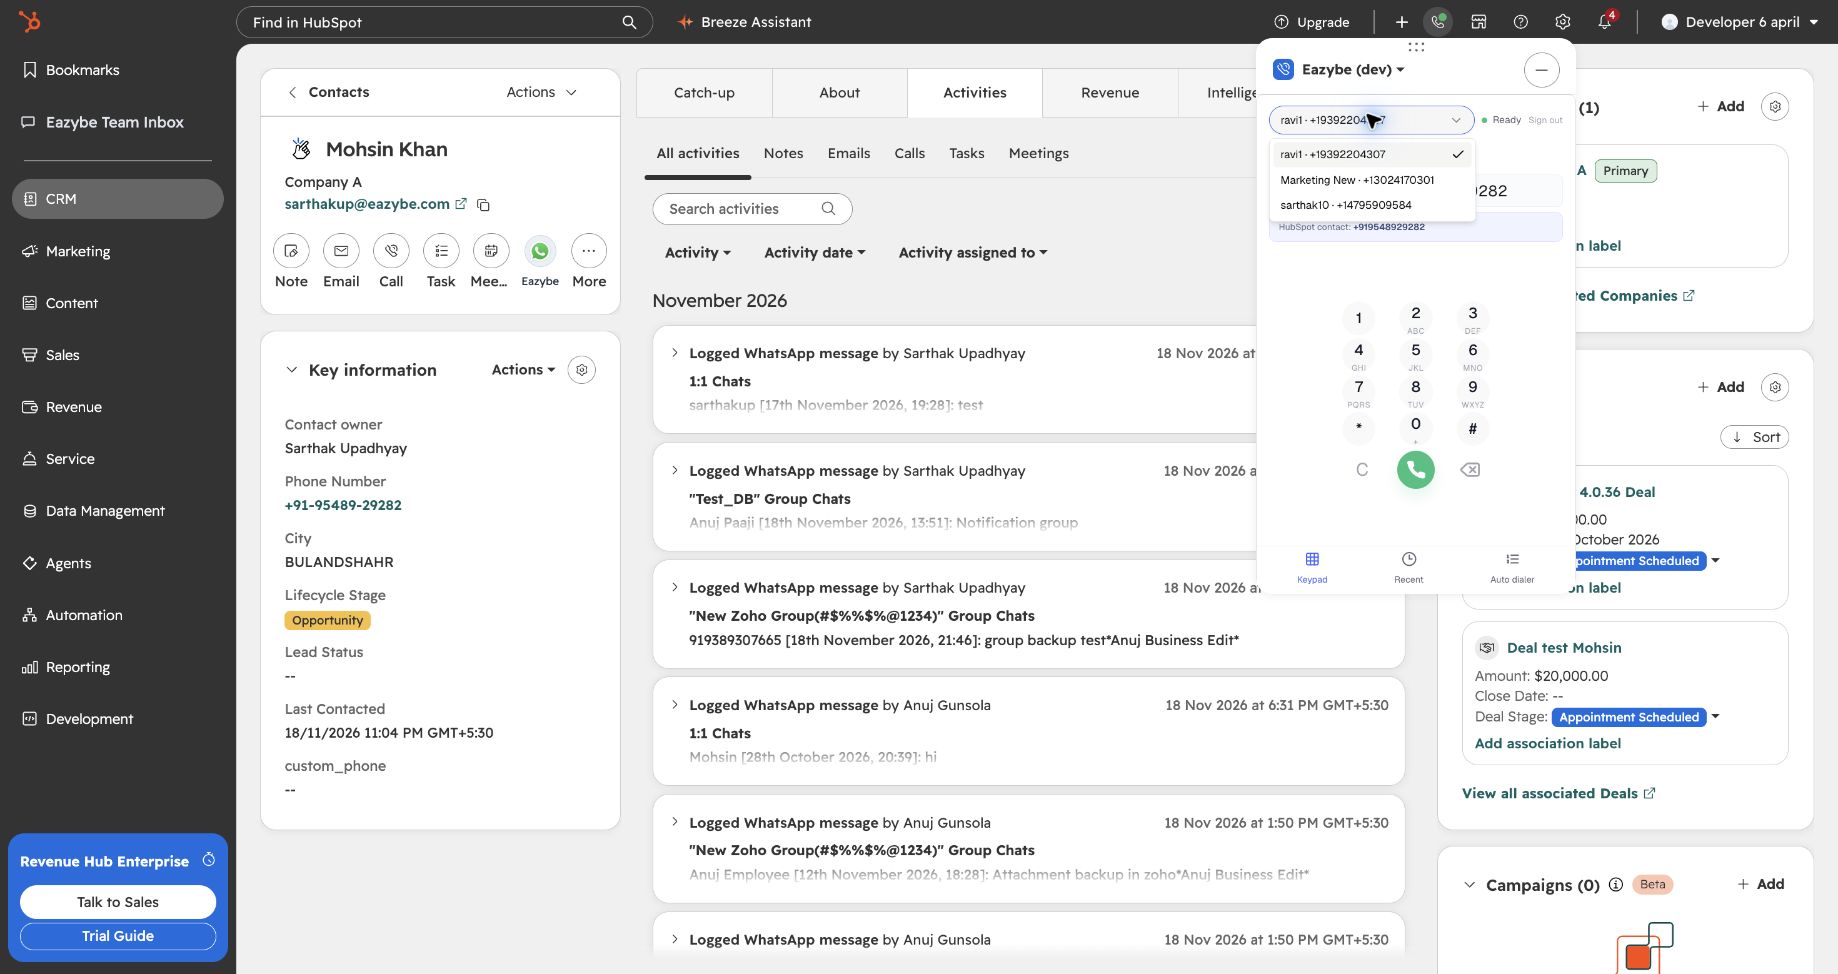 Find in HubSpot
Breeze Assistant
Upgrade
4
Developer 6 april
Bookmarks
Eazybe Team Inbox
CRM
Marketing
Content
Sales
Revenue
Service
Data Management
Agents
Automation
Reporting
Development
Revenue Hub Enterprise
Talk to Sales
Trial Guide
Contacts
Actions
Mohsin Khan
Company A
sarthakup@eazybe.com
Note Email Call Task Mee... Eazybe More
Key information
Actions
Contact owner
Sarthak Upadhyay
Phone Number
+91-95489-29282
City
BULANDSHAHR
Lifecycle Stage
Opportunity
Lead Status
--
Last Contacted
18/11/2026 11:04 PM GMT+5:30
custom_phone
--
Catch-up About Activities Revenue Intellige
All activities Notes Emails Calls Tasks Meetings
Search activities
Activity Activity date Activity assigned to
November 2026
Logged WhatsApp message by Sarthak Upadhyay 18 Nov 2026 at
1:1 Chats
sarthakup [17th November 2026, 19:28]: test
Logged WhatsApp message by Sarthak Upadhyay 18 Nov 2026 a
"Test_DB" Group Chats
Anuj Paaji [18th November 2026, 13:51]: Notification group
Logged WhatsApp message by Sarthak Upadhyay 18 Nov 2026 a
"New Zoho Group(#$%%$%@1234)" Group Chats
919389307665 [18th November 2026, 21:46]: group backup test*Anuj Business Edit*
Logged WhatsApp message by Anuj Gunsola 18 Nov 2026 at 6:31 PM GMT+5:30
1:1 Chats
Mohsin [28th October 2026, 20:39]: hi
Logged WhatsApp message by Anuj Gunsola 18 Nov 2026 at 1:50 PM GMT+5:30
"New Zoho Group(#$%%$%@1234)" Group Chats
Anuj Employee [12th November 2026, 18:28]: Attachment backup in zoho*Anuj Business Edit*
Logged WhatsApp message by Anuj Gunsola 18 Nov 2026 at 1:50 PM GMT+5:30
Eazybe (dev)
ravi1 · +19392204 7
Ready Sign out
ravi1 · +19392204307
Marketing New · +13024170301
sarthak10 · +14795909584
9282
HubSpot contact: +919548929282
1 2 3
ABC DEF
4 5 6
GHI JKL MNO
7 8 9
PQRS TUV WXYZ
* 0 #
+
C
Keypad Recent Auto dialer
(1)
+ Add
A Primary
n label
ted Companies
+ Add
Sort
4.0.36 Deal
00.00
October 2026
pointment Scheduled
n label
Deal test Mohsin
Amount: $20,000.00
Close Date: --
Deal Stage: Appointment Scheduled
Add association label
View all associated Deals
Campaigns (0) Beta + Add